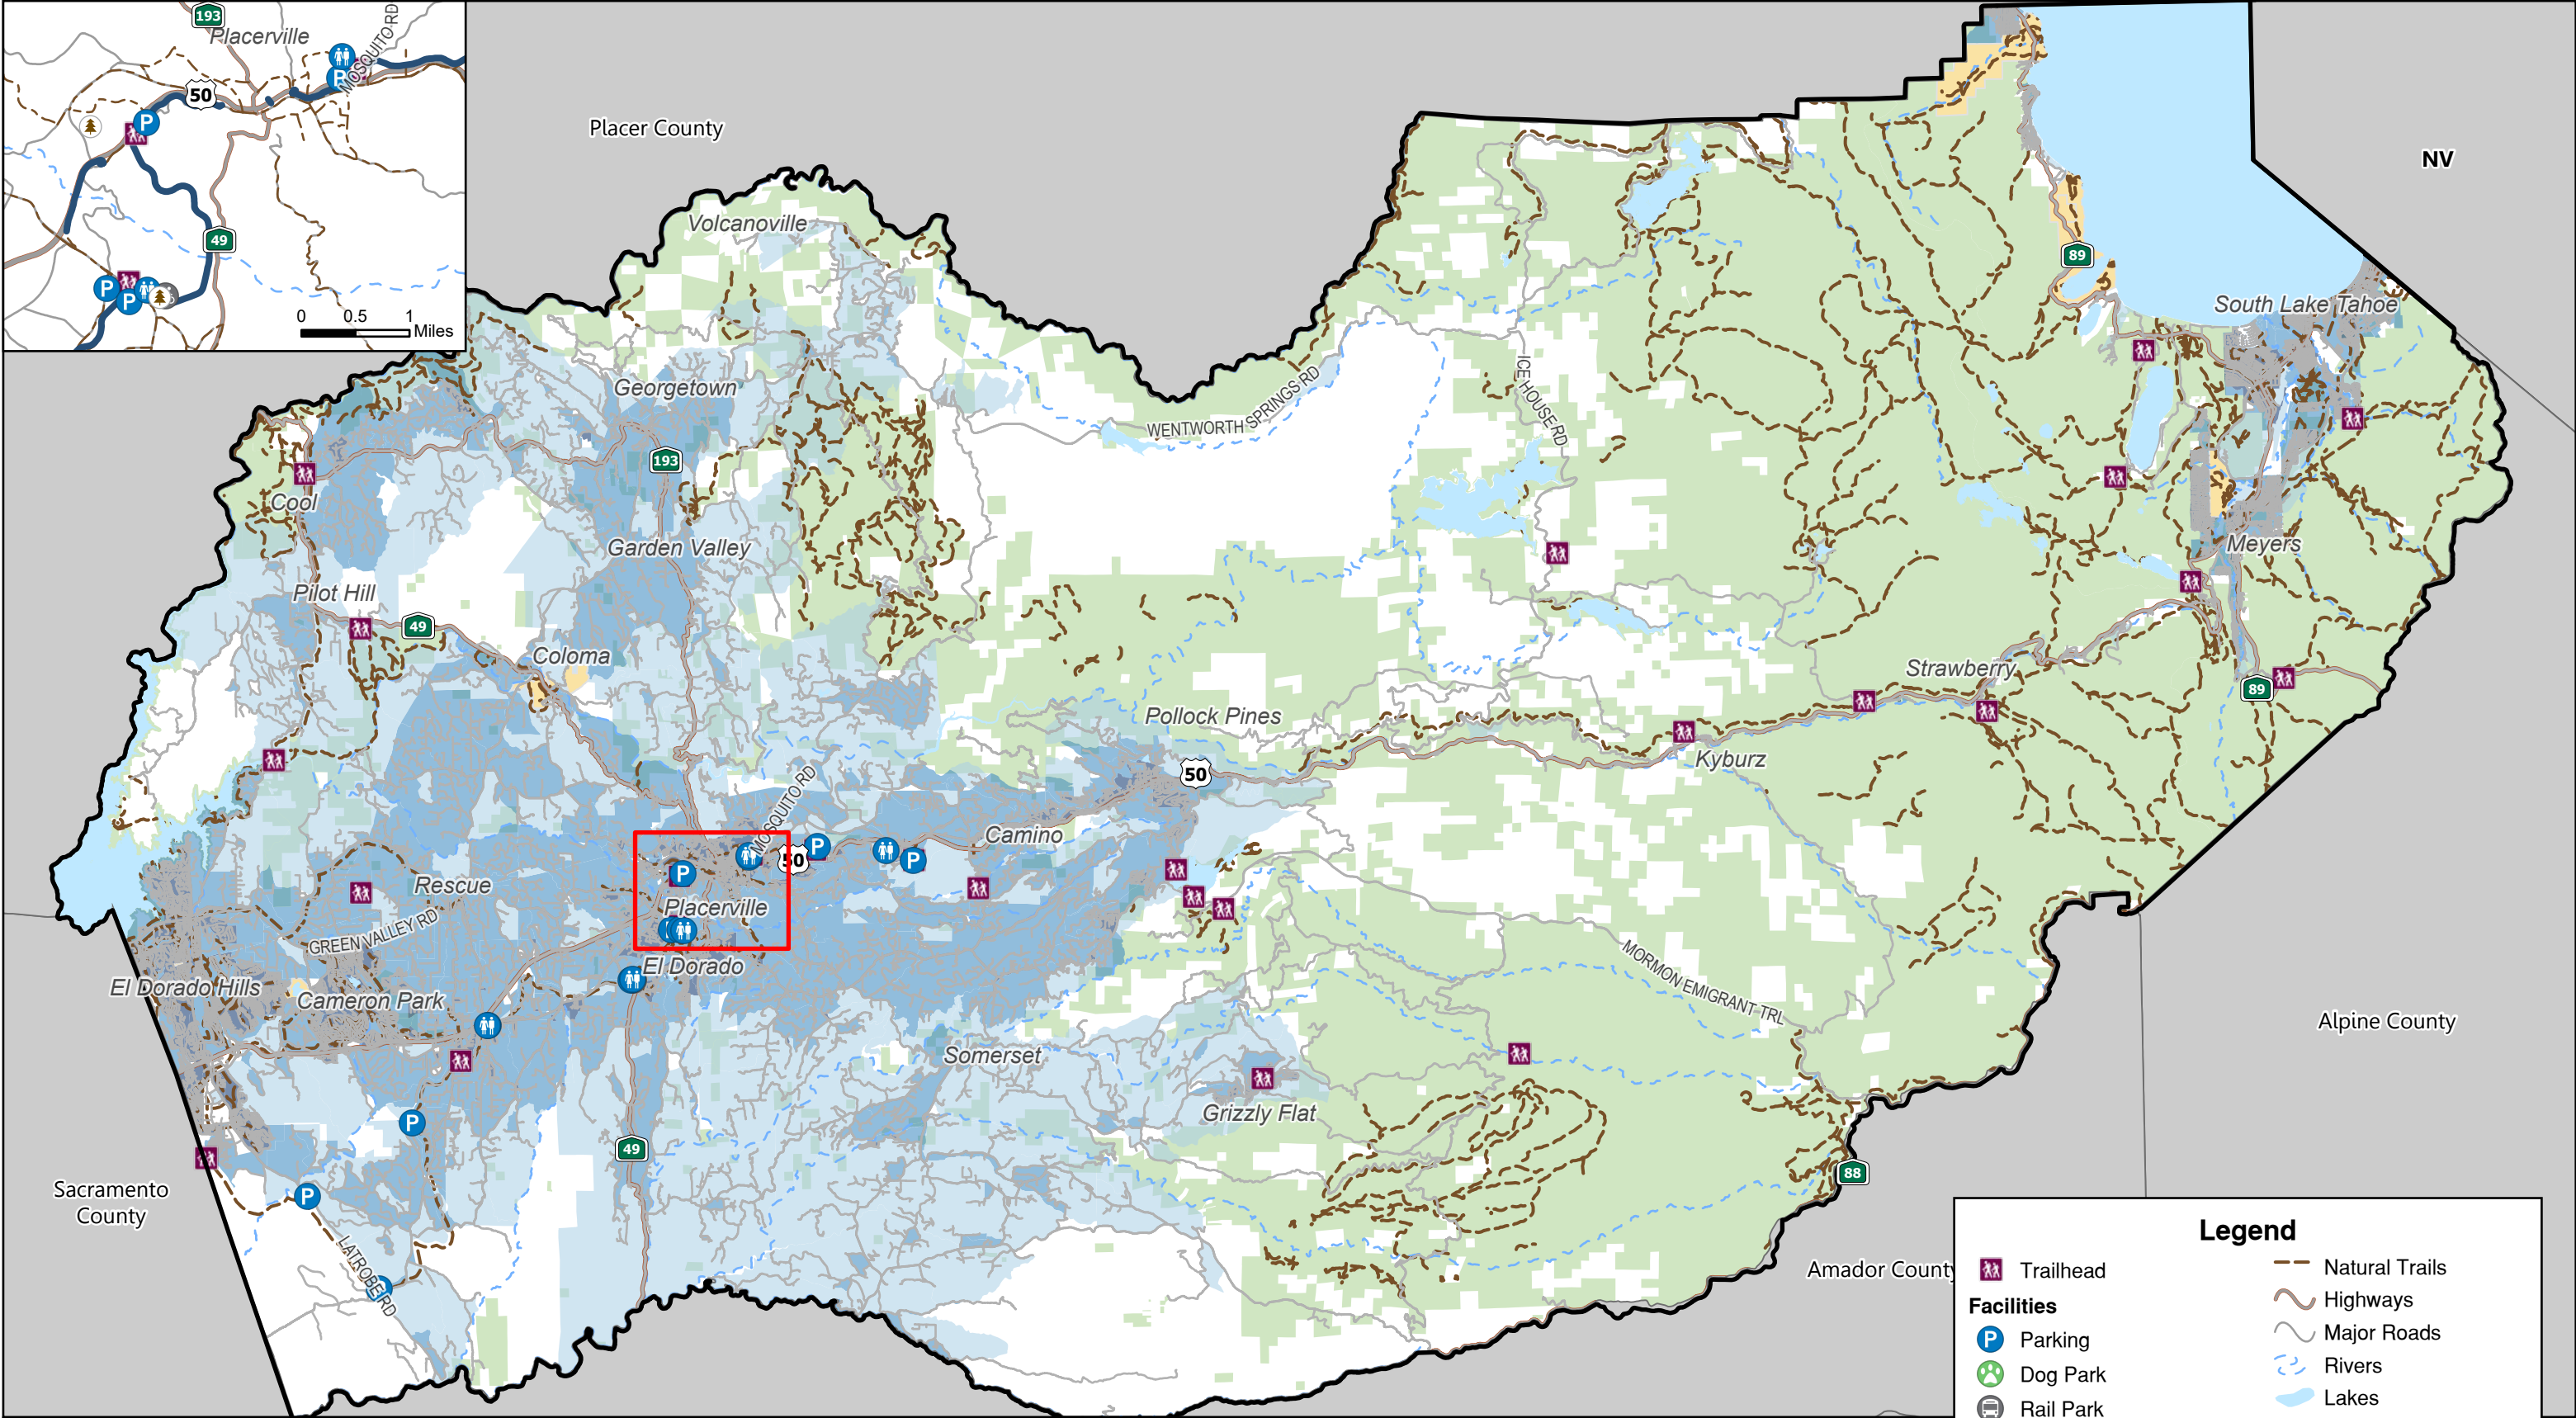 193
Placerville
MOSQUITO RD
50
P
P
49
P
P
0 0.5 1
Miles
Placer County
NV
Volcanoville
89
South Lake Tahoe
Georgetown
WENTWORTH SPRINGS RD
ICE HOUSE RD
193
Cool
Garden Valley
Meyers
Pilot Hill
49
Coloma
Strawberry
89
Pollock Pines
Kyburz
50
MOSQUITO RD
Camino
P
50
P
P
Rescue
Placerville
GREEN VALLEY RD
El Dorado
El Dorado Hills
Cameron Park
MORMON EMIGRANT TRL
Alpine County
Somerset
Grizzly Flat
P
49
88
Sacramento
County
P
LATROBE RD
Amador County
Legend
Trailhead
Facilities
P Parking
Dog Park
Rail Park
Natural Trails
Highways
Major Roads
Rivers
Lakes